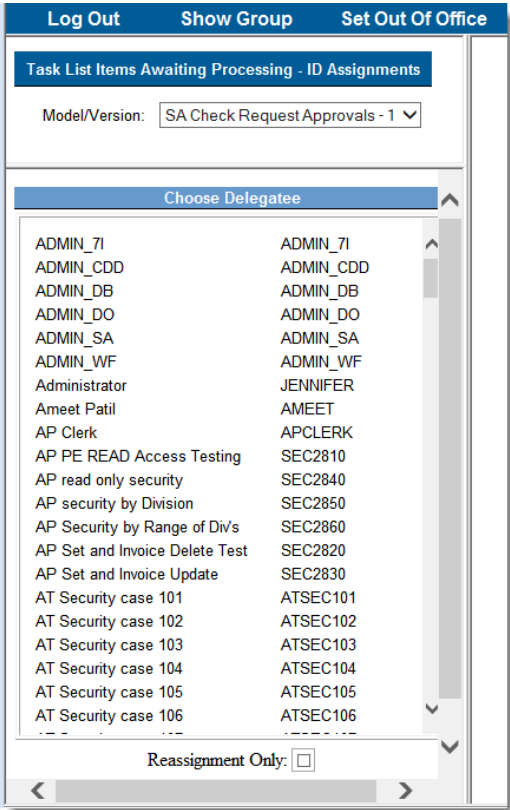 Log Out Show Group Set Out Of Office
Task List Items Awaiting Processing - ID Assignments
Model/Version: SA Check Request Approvals - 1
Choose Delegatee
ADMIN_7I ADMIN_7I
ADMIN_CDD ADMIN_CDD
ADMIN_DB ADMIN_DB
ADMIN_DO ADMIN_DO
ADMIN_SA ADMIN_SA
ADMIN_WF ADMIN_WF
Administrator JENNIFER
Ameet Patil AMEET
AP Clerk APCLERK
AP PE READ Access Testing SEC2810
AP read only security SEC2840
AP security by Division SEC2850
AP Security by Range of Div's SEC2860
AP Set and Invoice Delete Test SEC2820
AP Set and Invoice Update SEC2830
AT Security case 101 ATSEC101
AT Security case 102 ATSEC102
AT Security case 103 ATSEC103
AT Security case 104 ATSEC104
AT Security case 105 ATSEC105
AT Security case 106 ATSEC106
Reassignment Only: